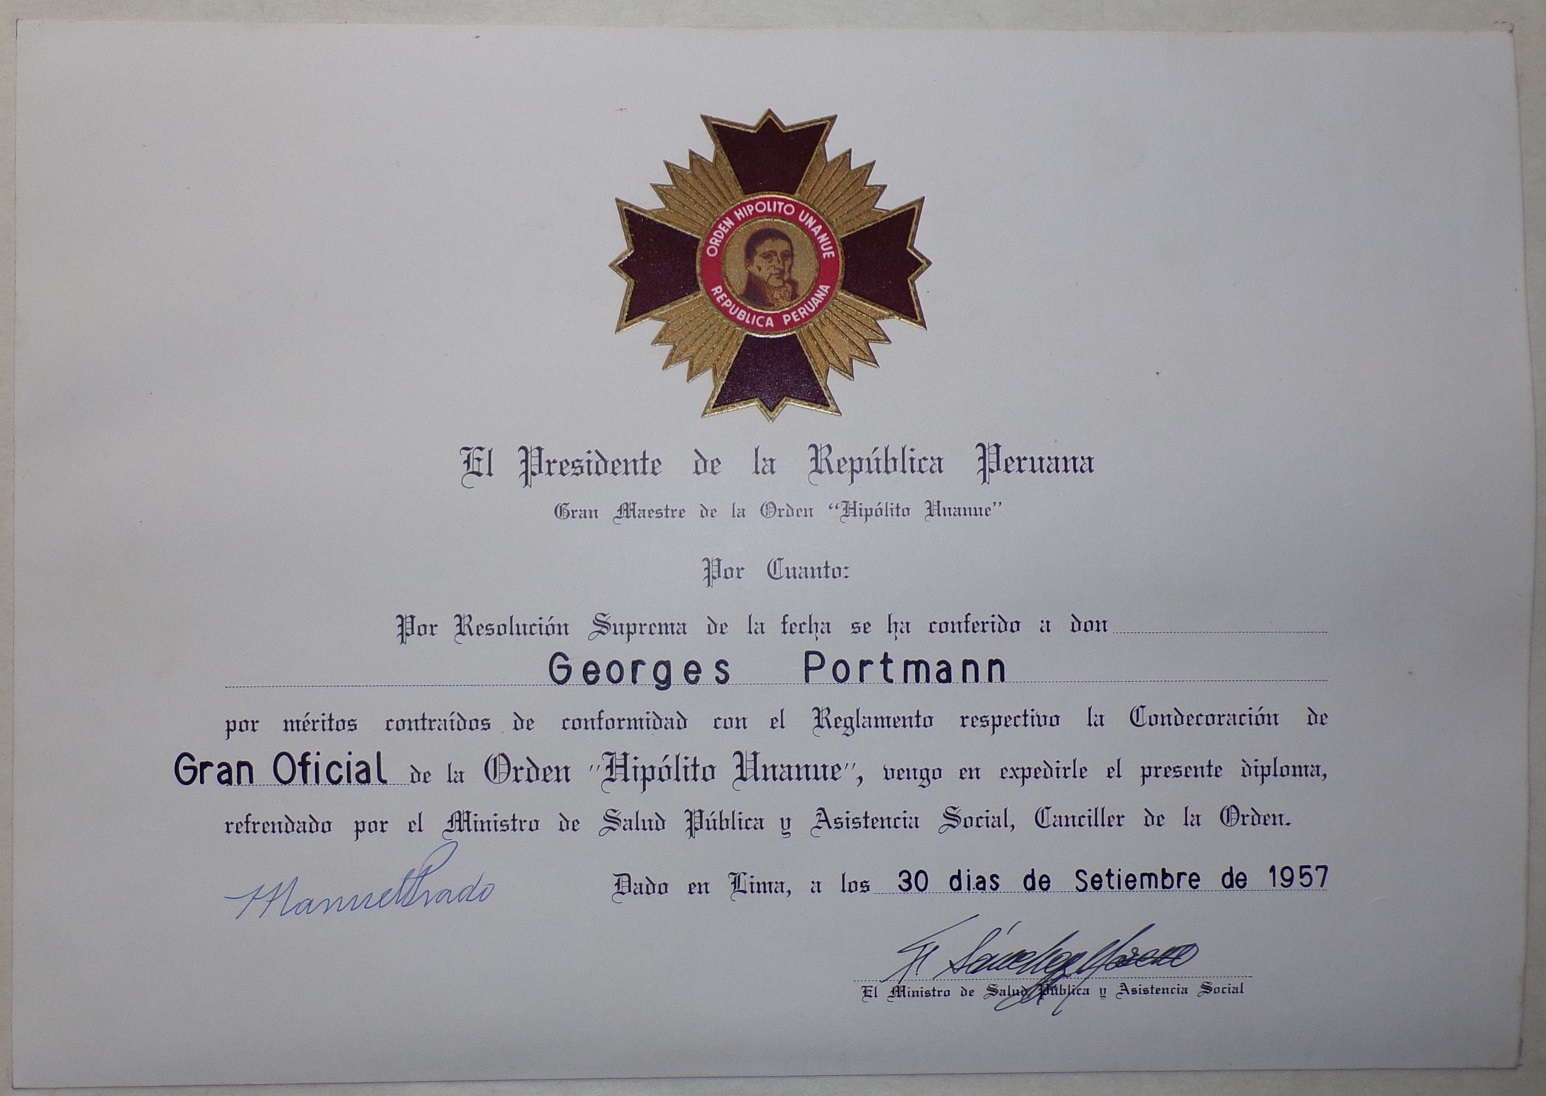 ORDEN HIPOLITO UNANUE
REPUBLICA PERUANA
El Presidente de la República Peruana
Gran Maestre de la Orden "Hipólito Unanue"
Por Cuanto:
Por Resolución Suprema de la fecha se ha conferido a don
Georges Portmann
por méritos contraídos de conformidad con el Reglamento respectivo la Condecoración de
Gran Oficial de la Orden "Hipólito Unanue", vengo en expedirle el presente diploma,
refrendado por el Ministro de Salud Pública y Asistencia Social, Canciller de la Orden.
Manuel Prado
Dado en Lima, a los 30 dias de Setiembre de 1957
F Sánchez Moreno
El Ministro de Salud Pública y Asistencia Social